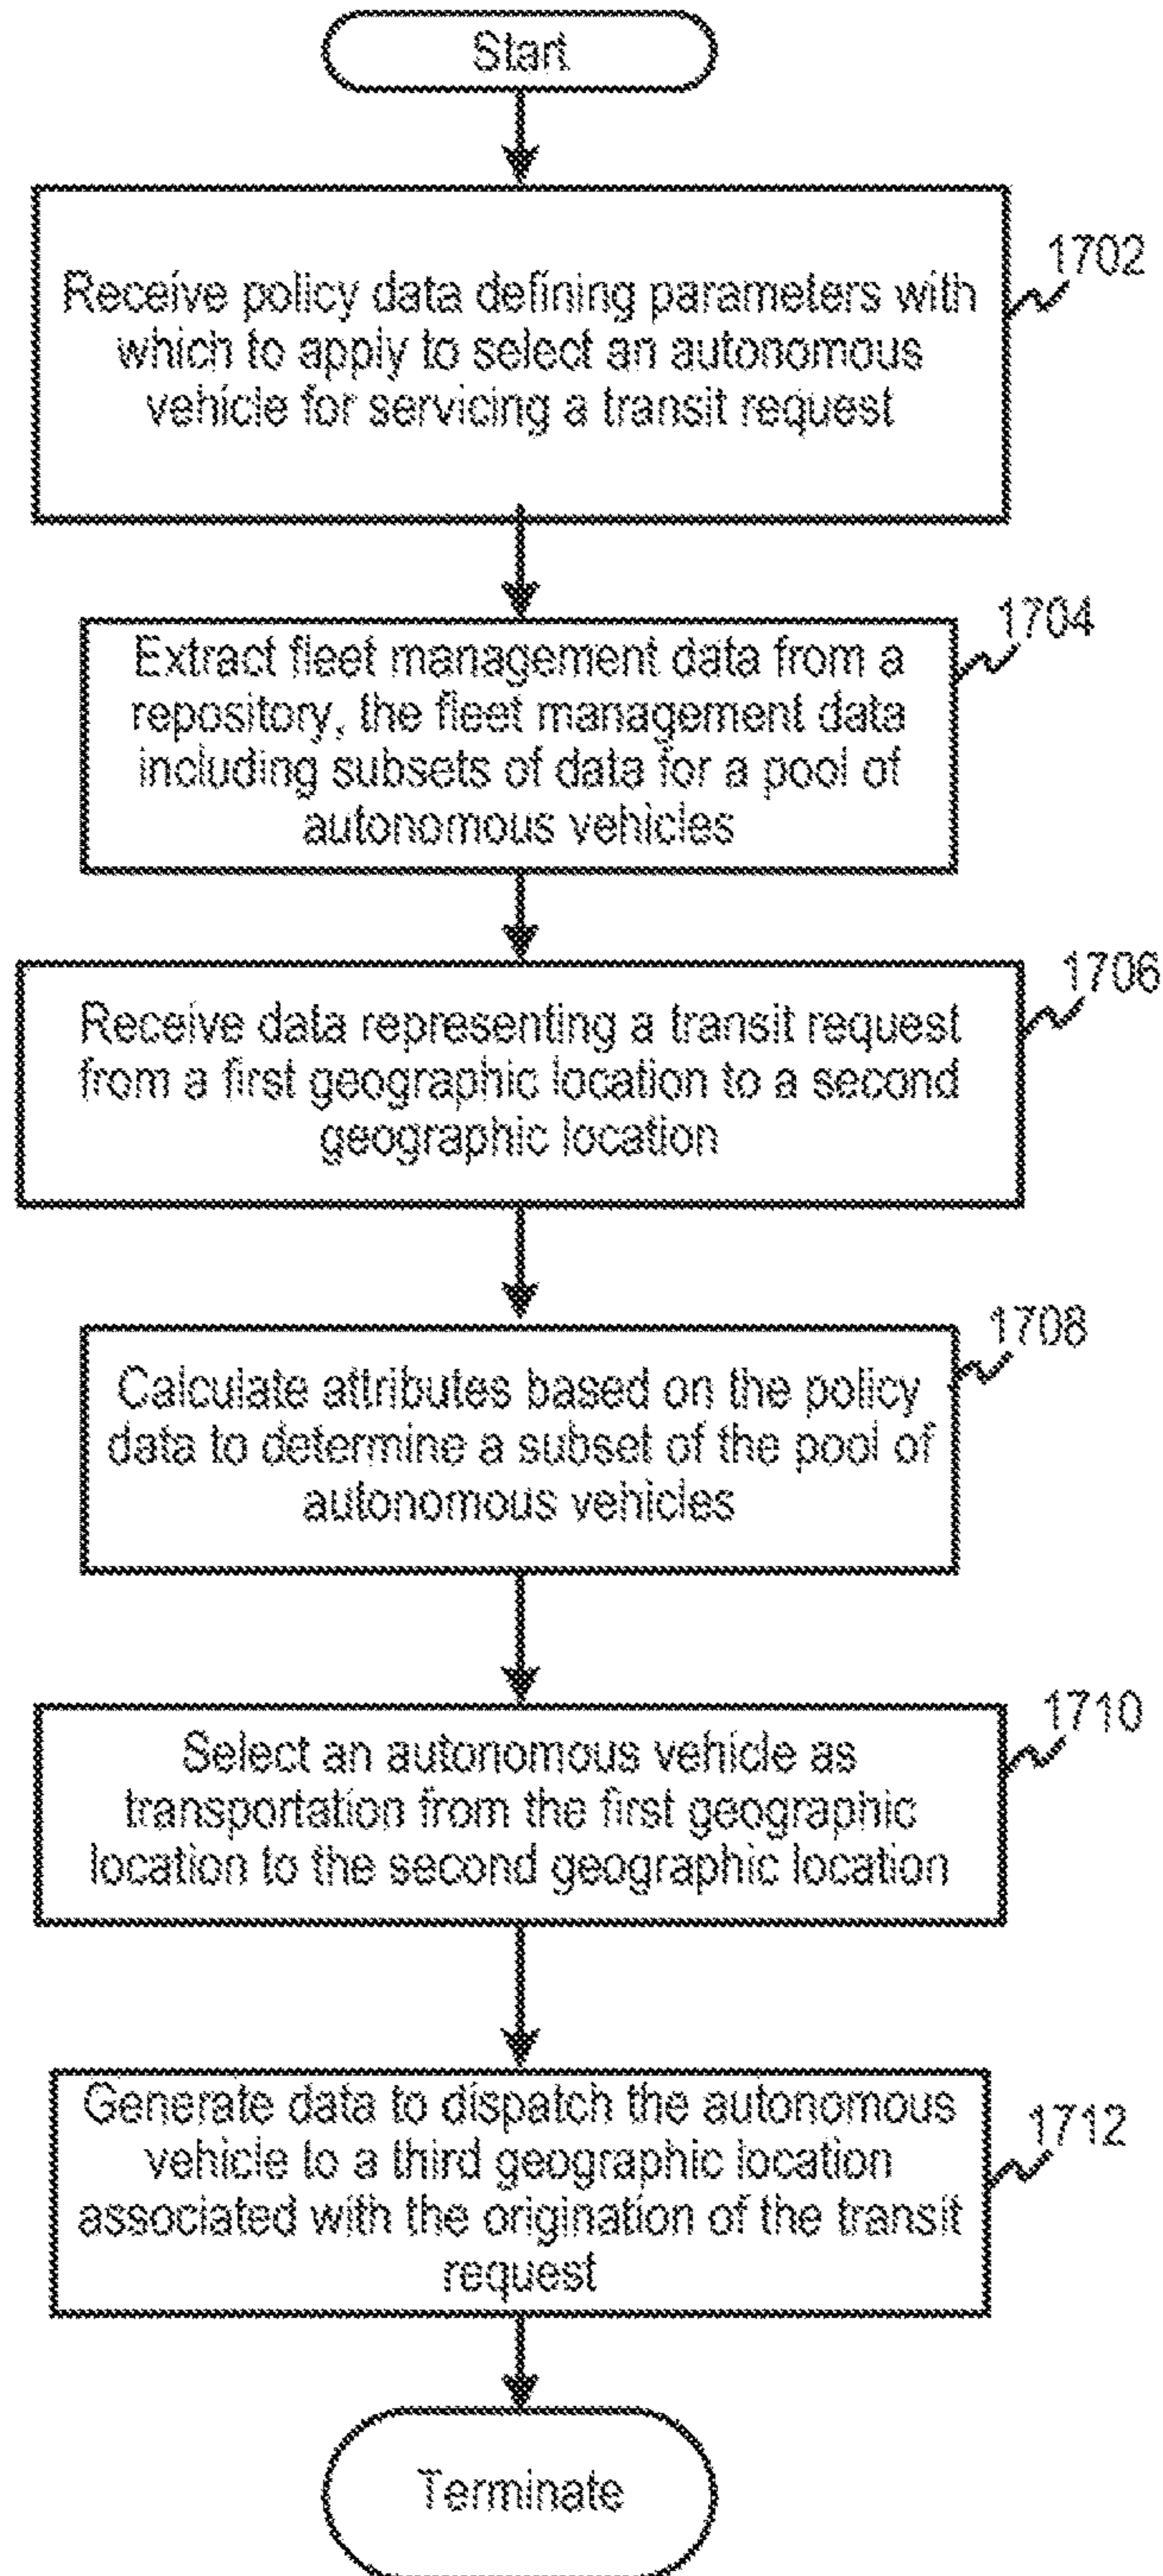 Start
1702
Receive policy data defining parameters with
which to apply to select an autonomous
vehicle for servicing a transit request
1704
Extract fleet management data from a
repository, the fleet management data
including subsets of data for a pool of
autonomous vehicles
1706
Receive data representing a transit request
from a first geographic location to a second
geographic location
1708
Calculate attributes based on the policy
data to determine a subset of the pool of
autonomous vehicles
1710
Select an autonomous vehicle as
transportation from the first geographic
location to the second geographic location
1712
Generate data to dispatch the autonomous
vehicle to a third geographic location
associated with the origination of the transit
request
Terminate